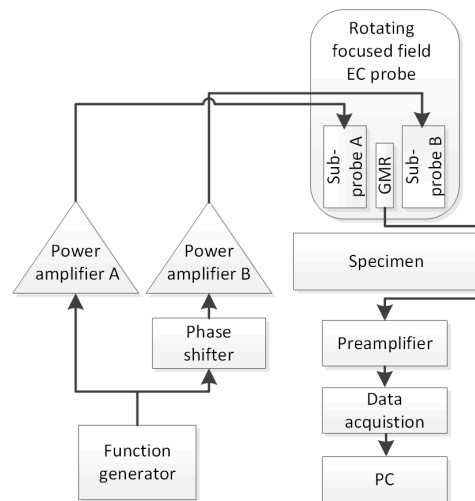 Rotating
focused field
EC probe
Sub-
probe A
GMR
Sub-
probe B
Power
amplifier A
Power
amplifier B
Specimen
Phase
shifter
Preamplifier
Data
acquistion
Function
generator
PC